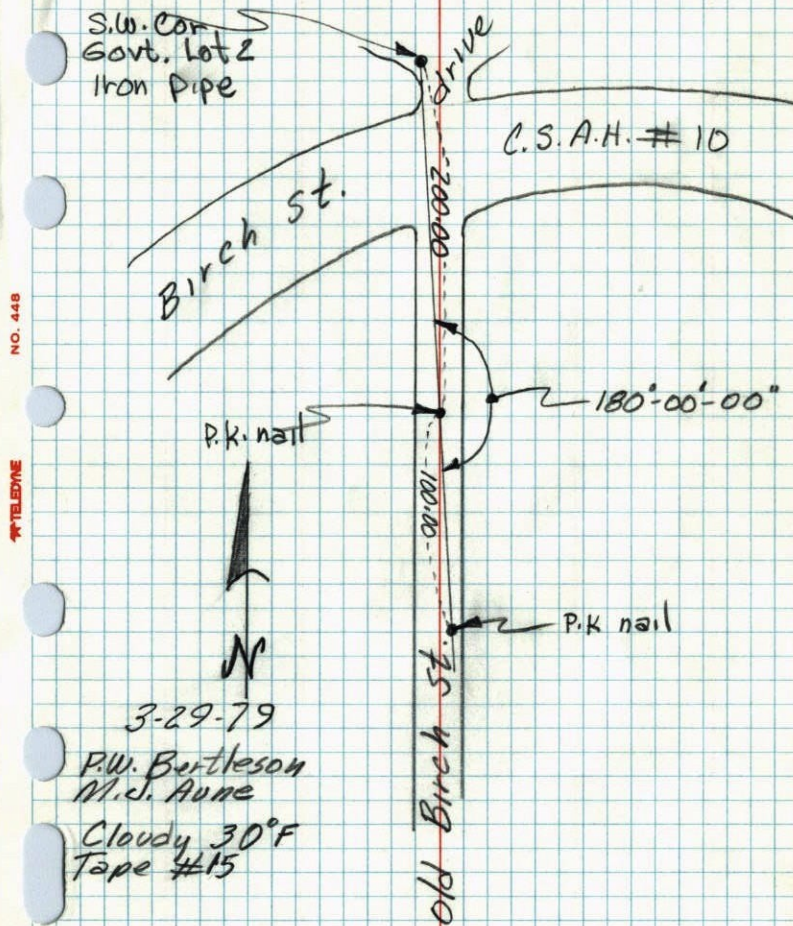 S.W. Cor
Govt. Lot 2
Iron Pipe
drive
C.S.A.H. # 10
200.00
Birch St.
180°-00'-00"
P.K. nail
100.00
P.K nail
N
3-29-79
P.W. Bertleson
M.J. Aune
Cloudy 30°F
Tape #15
Old Birch St.
NO. 448
TELEDYNE